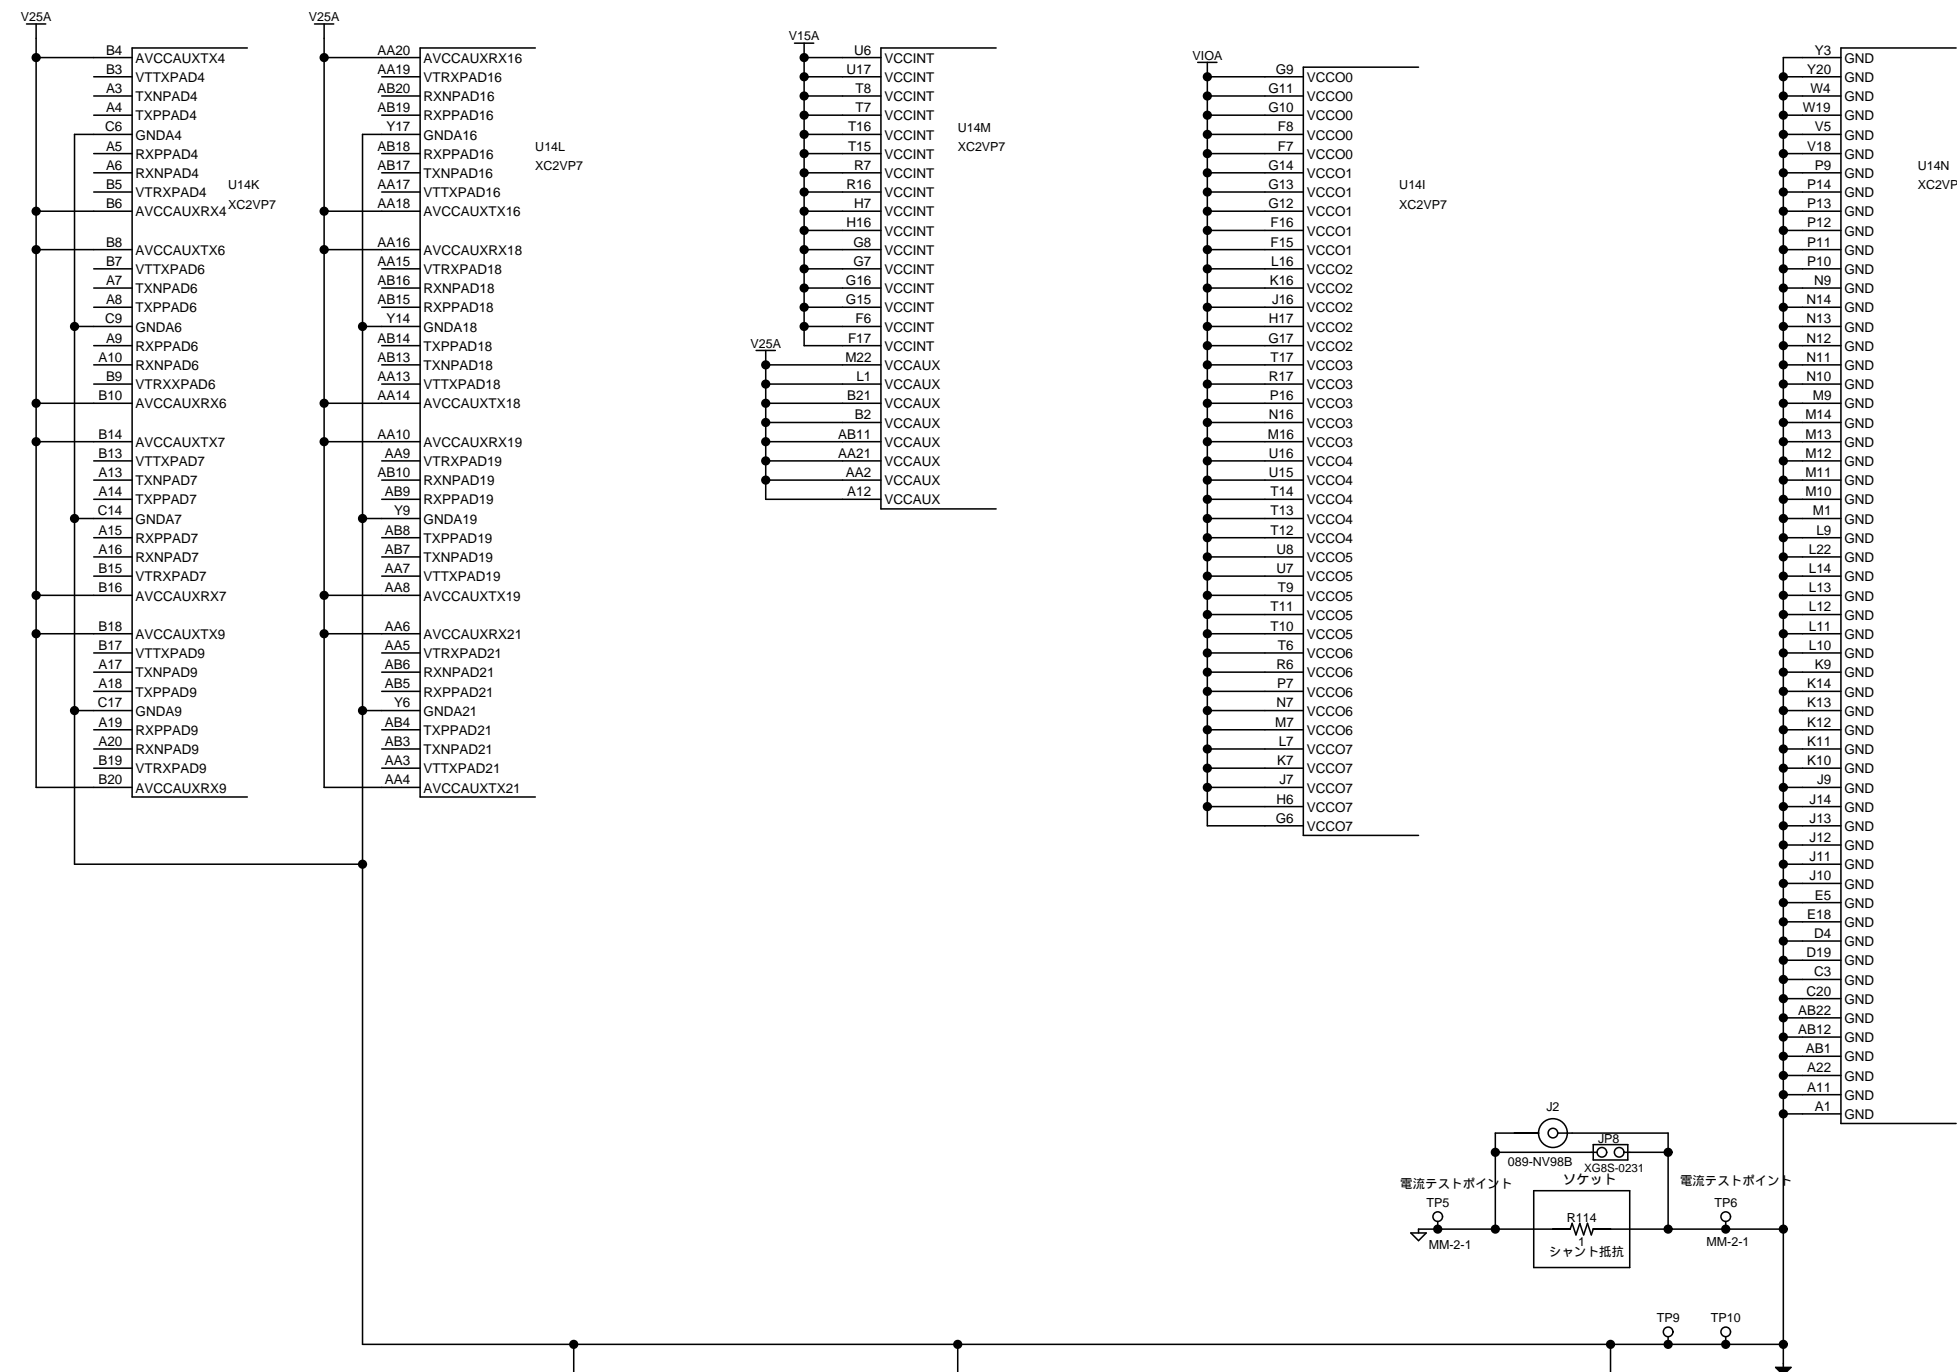 V25A
B4 AVCCAUXTX4
B3 VTTXPAD4
A3 TXNPAD4
A4 TXPPAD4
C6 GNDA4
A5 RXPPAD4
A6 RXNPAD4
B5 VTRXPAD4
B6 AVCCAUXRX4
B8 AVCCAUXTX6
B7 VTTXPAD6
A7 TXNPAD6
A8 TXPPAD6
C9 GNDA6
A9 RXPPAD6
A10 RXNPAD6
B9 VTRXXPAD6
B10 AVCCAUXRX6
B14 AVCCAUXTX7
B13 VTTXPAD7
A13 TXNPAD7
A14 TXPPAD7
C14 GNDA7
A15 RXPPAD7
A16 RXNPAD7
B15 VTRXPAD7
B16 AVCCAUXRX7
B18 AVCCAUXTX9
B17 VTTXPAD9
A17 TXNPAD9
A18 TXPPAD9
C17 GNDA9
A19 RXPPAD9
A20 RXNPAD9
B19 VTRXPAD9
B20 AVCCAUXRX9
U14K
XC2VP7
V25A
AA20 AVCCAUXRX16
AA19 VTRXPAD16
AB20 RXNPAD16
AB19 RXPPAD16
Y17 GNDA16
AB18 RXPPAD16
AB17 TXNPAD16
AA17 VTTXPAD16
AA18 AVCCAUXTX16
AA16 AVCCAUXRX18
AA15 VTRXPAD18
AB16 RXNPAD18
AB15 RXPPAD18
Y14 GNDA18
AB14 TXPPAD18
AB13 TXNPAD18
AA13 VTTXPAD18
AA14 AVCCAUXTX18
AA10 AVCCAUXRX19
AA9 VTRXPAD19
AB10 RXNPAD19
AB9 RXPPAD19
Y9 GNDA19
AB8 TXPPAD19
AB7 TXNPAD19
AA7 VTTXPAD19
AA8 AVCCAUXTX19
AA6 AVCCAUXRX21
AA5 VTRXPAD21
AB6 RXNPAD21
AB5 RXPPAD21
Y6 GNDA21
AB4 TXPPAD21
AB3 TXNPAD21
AA3 VTTXPAD21
AA4 AVCCAUXTX21
U14L
XC2VP7
V15A
U6 VCCINT
U17 VCCINT
T8 VCCINT
T7 VCCINT
T16 VCCINT
T15 VCCINT
R7 VCCINT
R16 VCCINT
H7 VCCINT
H16 VCCINT
G8 VCCINT
G7 VCCINT
G16 VCCINT
G15 VCCINT
F6 VCCINT
F17 VCCINT
V25A
M22 VCCAUX
L1 VCCAUX
B21 VCCAUX
B2 VCCAUX
AB11 VCCAUX
AA21 VCCAUX
AA2 VCCAUX
A12 VCCAUX
U14M
XC2VP7
VIOA
G9 VCCO0
G11 VCCO0
G10 VCCO0
F8 VCCO0
F7 VCCO0
G14 VCCO1
G13 VCCO1
G12 VCCO1
F16 VCCO1
F15 VCCO1
L16 VCCO2
K16 VCCO2
J16 VCCO2
H17 VCCO2
G17 VCCO2
T17 VCCO3
R17 VCCO3
P16 VCCO3
N16 VCCO3
M16 VCCO3
U16 VCCO4
U15 VCCO4
T14 VCCO4
T13 VCCO4
T12 VCCO4
U8 VCCO5
U7 VCCO5
T9 VCCO5
T11 VCCO5
T10 VCCO5
T6 VCCO6
R6 VCCO6
P7 VCCO6
N7 VCCO6
M7 VCCO6
L7 VCCO7
K7 VCCO7
J7 VCCO7
H6 VCCO7
G6 VCCO7
U14I
XC2VP7
Y3 GND
Y20 GND
W4 GND
W19 GND
V5 GND
V18 GND
P9 GND
P14 GND
P13 GND
P12 GND
P11 GND
P10 GND
N9 GND
N14 GND
N13 GND
N12 GND
N11 GND
N10 GND
M9 GND
M14 GND
M13 GND
M12 GND
M11 GND
M10 GND
M1 GND
L9 GND
L22 GND
L14 GND
L13 GND
L12 GND
L11 GND
L10 GND
K9 GND
K14 GND
K13 GND
K12 GND
K11 GND
K10 GND
J9 GND
J14 GND
J13 GND
J12 GND
J11 GND
J10 GND
E5 GND
E18 GND
D4 GND
D19 GND
C3 GND
C20 GND
AB22 GND
AB12 GND
AB1 GND
A22 GND
A11 GND
A1 GND
U14N
XC2VP
J2
089-NV98B
JP8
XG8S-0231
ソケット
電流テストポイント
TP5
MM-2-1
R114
1
シャント抵抗
電流テストポイント
TP6
MM-2-1
TP9
TP10